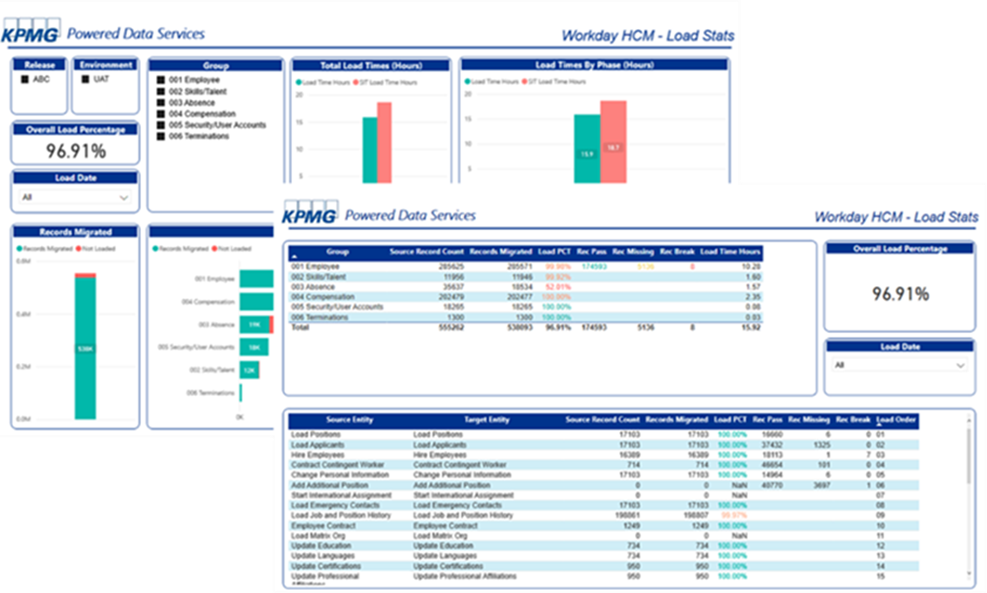 KPMG Powered Data Services
Workday HCM - Load Stats
Release
ABC
Environment
UAT
Group
001 Employee
002 Skills/Talent
003 Absence
004 Compensation
005 Security/User Accounts
006 Terminations
Overall Load Percentage
96.91%
Load Date
All
Total Load Times (Hours)
Load Time Hours SIT Load Time Hours
20
15
10
5
Load Times By Phase (Hours)
Load Time Hours SIT Load Time Hours
20
15
10
5
15.9
18.7
Records Migrated
Records Migrated Not Loaded
0.6M
0.4M
0.2M
0.0M
538K
Records Migrated Not Loaded
001 Employee
004 Compensation
003 Absence 19K
005 Security/User Accounts 18K
002 Skills/Talent 12K
006 Terminations
0K
KPMG Powered Data Services
Workday HCM - Load Stats
Group Source Record Count Records Migrated Load PCT Rec Pass Rec Missing Rec Break Load Time Hours
001 Employee 285625 285571 99.98% 174593 5136 8 10.28
002 Skills/Talent 11956 11946 99.92% 1.60
003 Absence 35637 18534 52.01% 1.57
004 Compensation 202479 202477 100.00% 2.35
005 Security/User Accounts 18265 18265 100.00% 0.08
006 Terminations 1300 1300 100.00% 0.03
Total 555262 538093 96.91% 174593 5136 8 15.92
Overall Load Percentage
96.91%
Load Date
All
Source Entity Target Entity Source Record Count Records Migrated Load PCT Rec Pass Rec Missing Rec Break Load Order
Load Positions Load Positions 17103 17103 100.00% 16660 6 0 01
Load Applicants Load Applicants 17103 17103 100.00% 37432 1325 0 02
Hire Employees Hire Employees 16389 16389 100.00% 18113 1 7 03
Contract Contingent Worker Contract Contingent Worker 714 714 100.00% 46654 101 0 04
Change Personal Information Change Personal Information 17103 17103 100.00% 14964 6 0 05
Add Additional Position Add Additional Position 0 0 NaN 40770 3697 1 06
Start International Assignment Start International Assignment 0 0 NaN 07
Load Emergency Contacts Load Emergency Contacts 17103 17103 100.00% 08
Load Job and Position History Load Job and Position History 198861 198807 99.97% 09
Employee Contract Employee Contract 1249 1249 100.00% 10
Load Matrix Org Load Matrix Org 0 0 NaN 11
Update Education Update Education 734 734 100.00% 12
Update Languages Update Languages 734 734 100.00% 13
Update Certifications Update Certifications 950 950 100.00% 14
Update Professional Update Professional Affiliations 950 950 100.00% 15